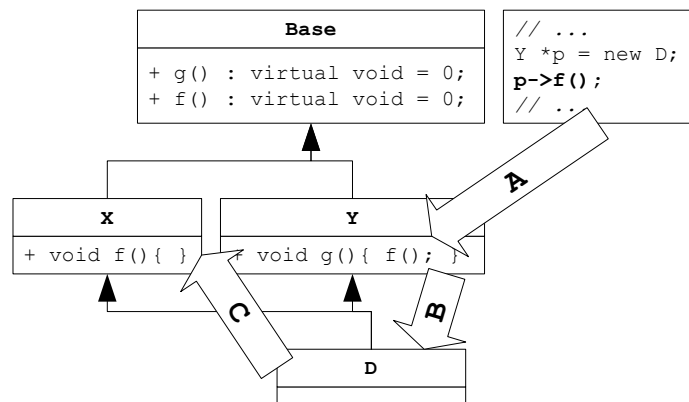 Base
+ g() : virtual void = 0;
+ f() : virtual void = 0;
// ...
Y *p = new D;
p->f();
// ...
A
X
+ void f(){ }
Y
+ void g(){ f(); }
C
B
D